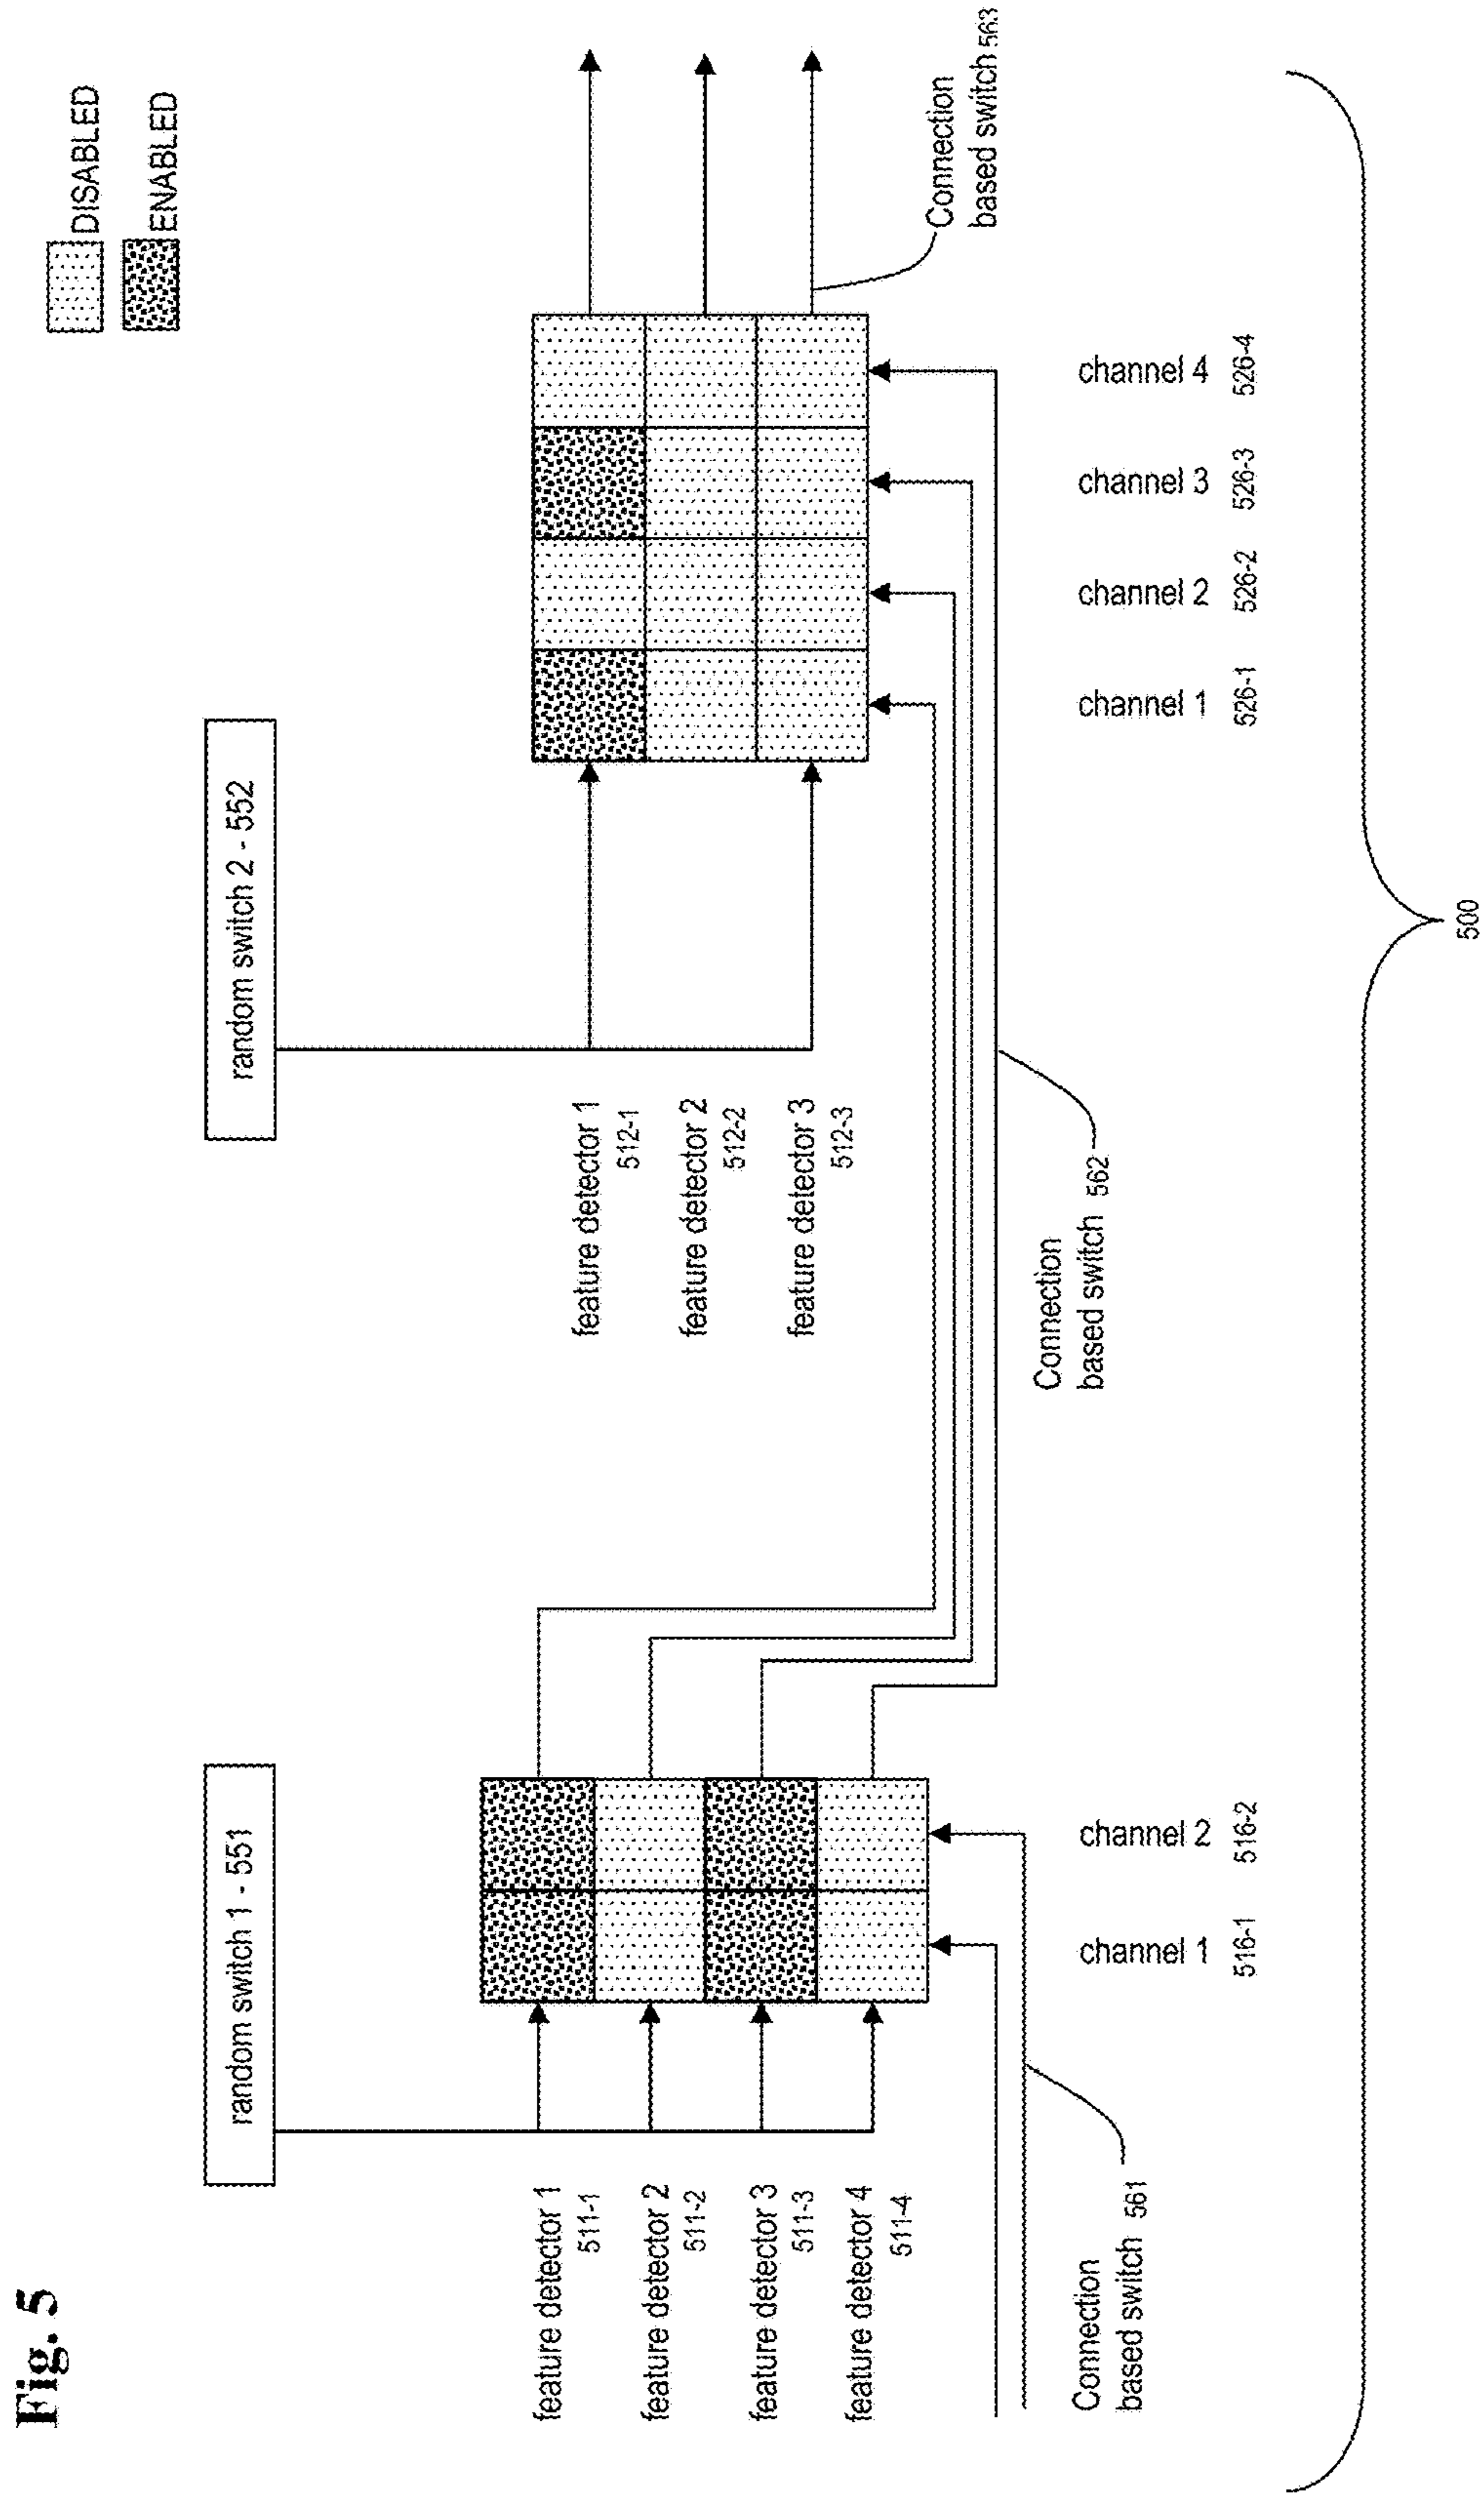 Fig. 5
DISABLED
ENABLED
random switch 1 - 551
random switch 2 - 552
feature detector 1
511-1
feature detector 2
511-2
feature detector 3
511-3
feature detector 4
511-4
feature detector 1
512-1
feature detector 2
512-2
feature detector 3
512-3
Connection
based switch 563
Connection
based switch 561
channel 1
516-1
channel 2
516-2
Connection
based switch 562
channel 1
526-1
channel 2
526-2
channel 3
526-3
channel 4
526-4
500